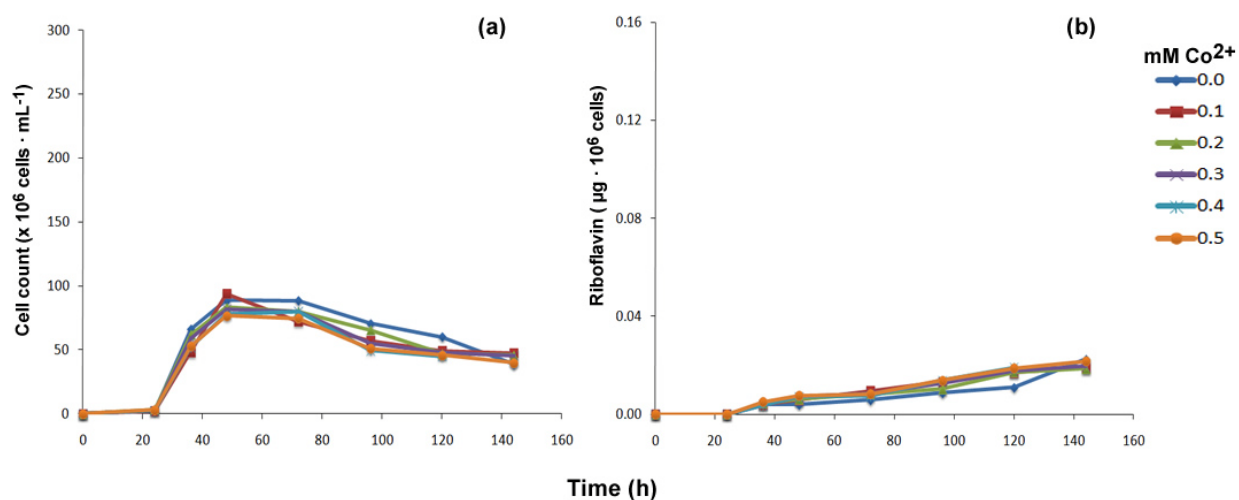 (a)
Cell count (x 10⁶ cells · mL⁻¹)
300
250
200
150
100
50
0
0 20 40 60 80 100 120 140 160
(b)
Riboflavin ( µg · 10⁶ cells)
0.16
0.12
0.08
0.04
0.00
0 20 40 60 80 100 120 140 160
Time (h)
mM Co²⁺
0.0
0.1
0.2
0.3
0.4
0.5